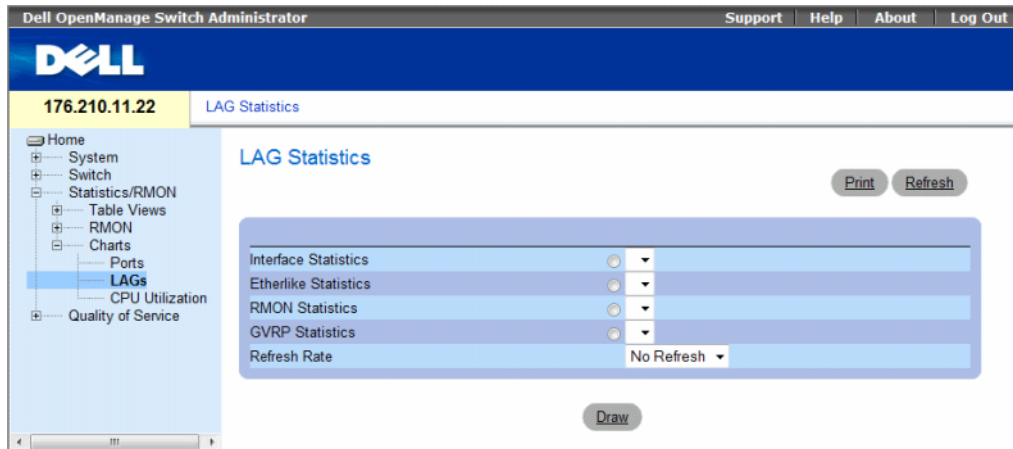 Dell OpenManage Switch Administrator
Support Help About Log Out
DELL
176.210.11.22
LAG Statistics
Home
System
Switch
Statistics/RMON
Table Views
RMON
Charts
Ports
LAGs
CPU Utilization
Quality of Service
LAG Statistics
Print Refresh
Interface Statistics
Etherlike Statistics
RMON Statistics
GVRP Statistics
Refresh Rate No Refresh
Draw